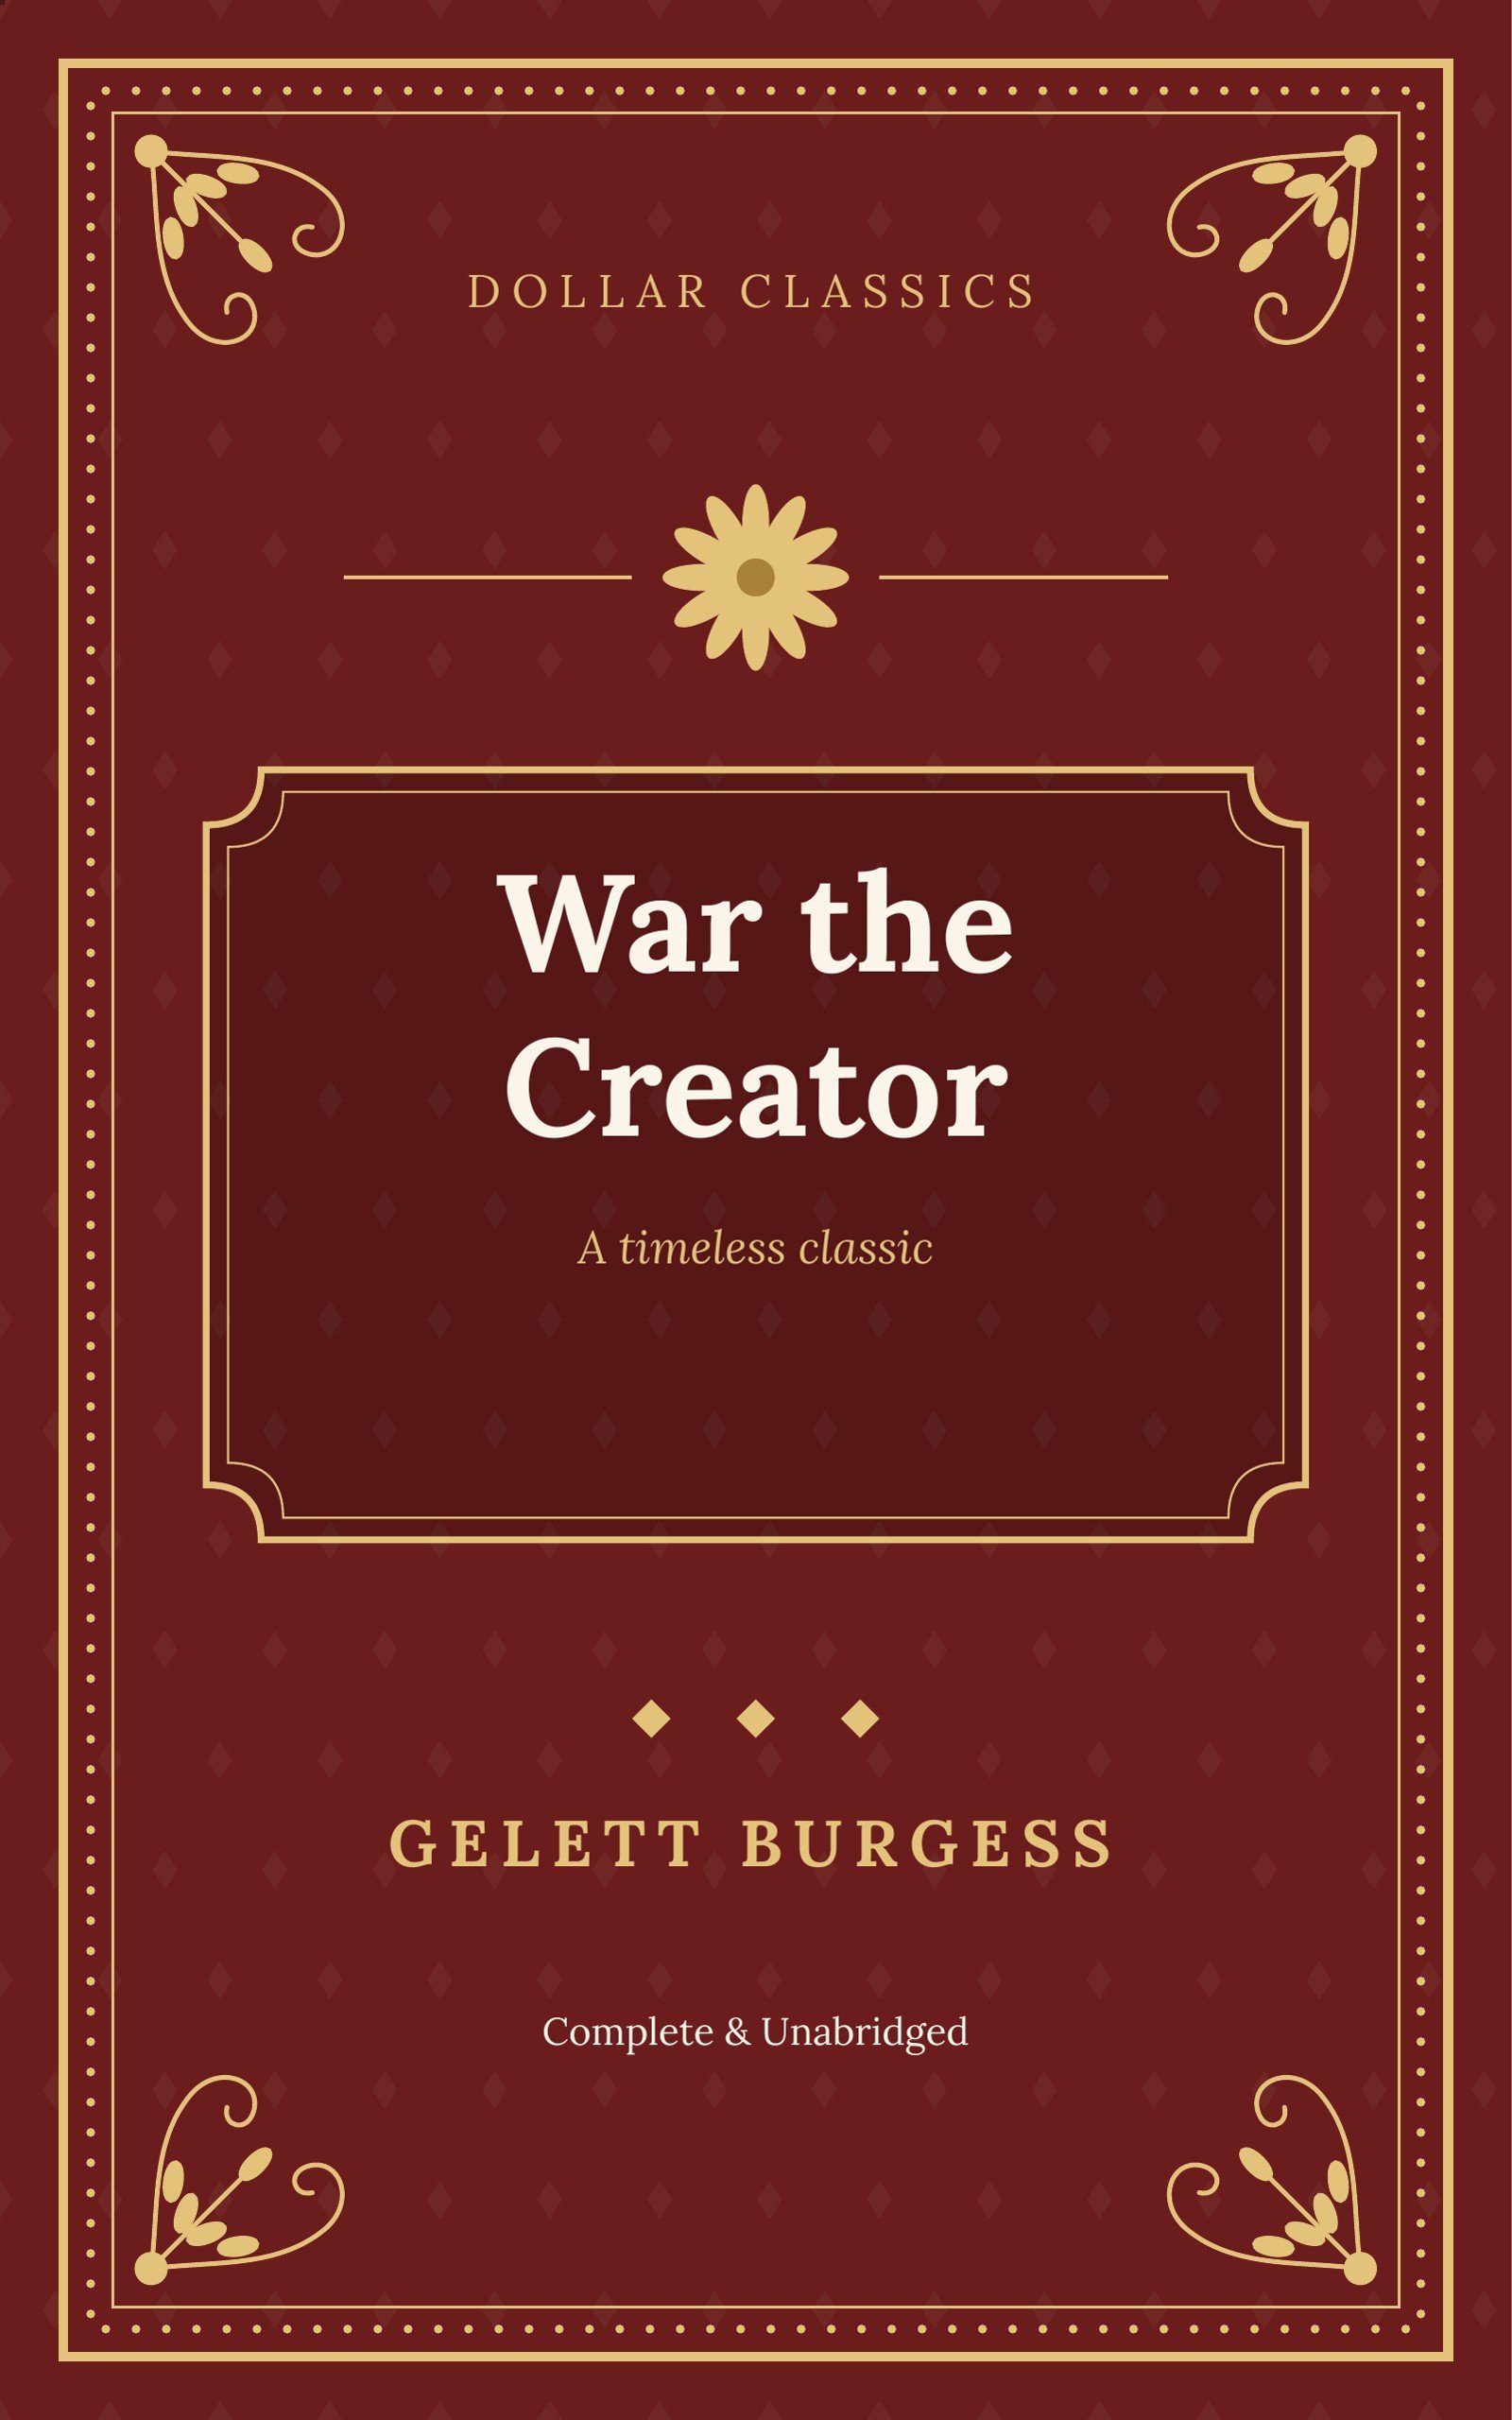 DOLLAR CLASSICS
War the
Creator
A timeless classic
GELETT BURGESS
Complete & Unabridged